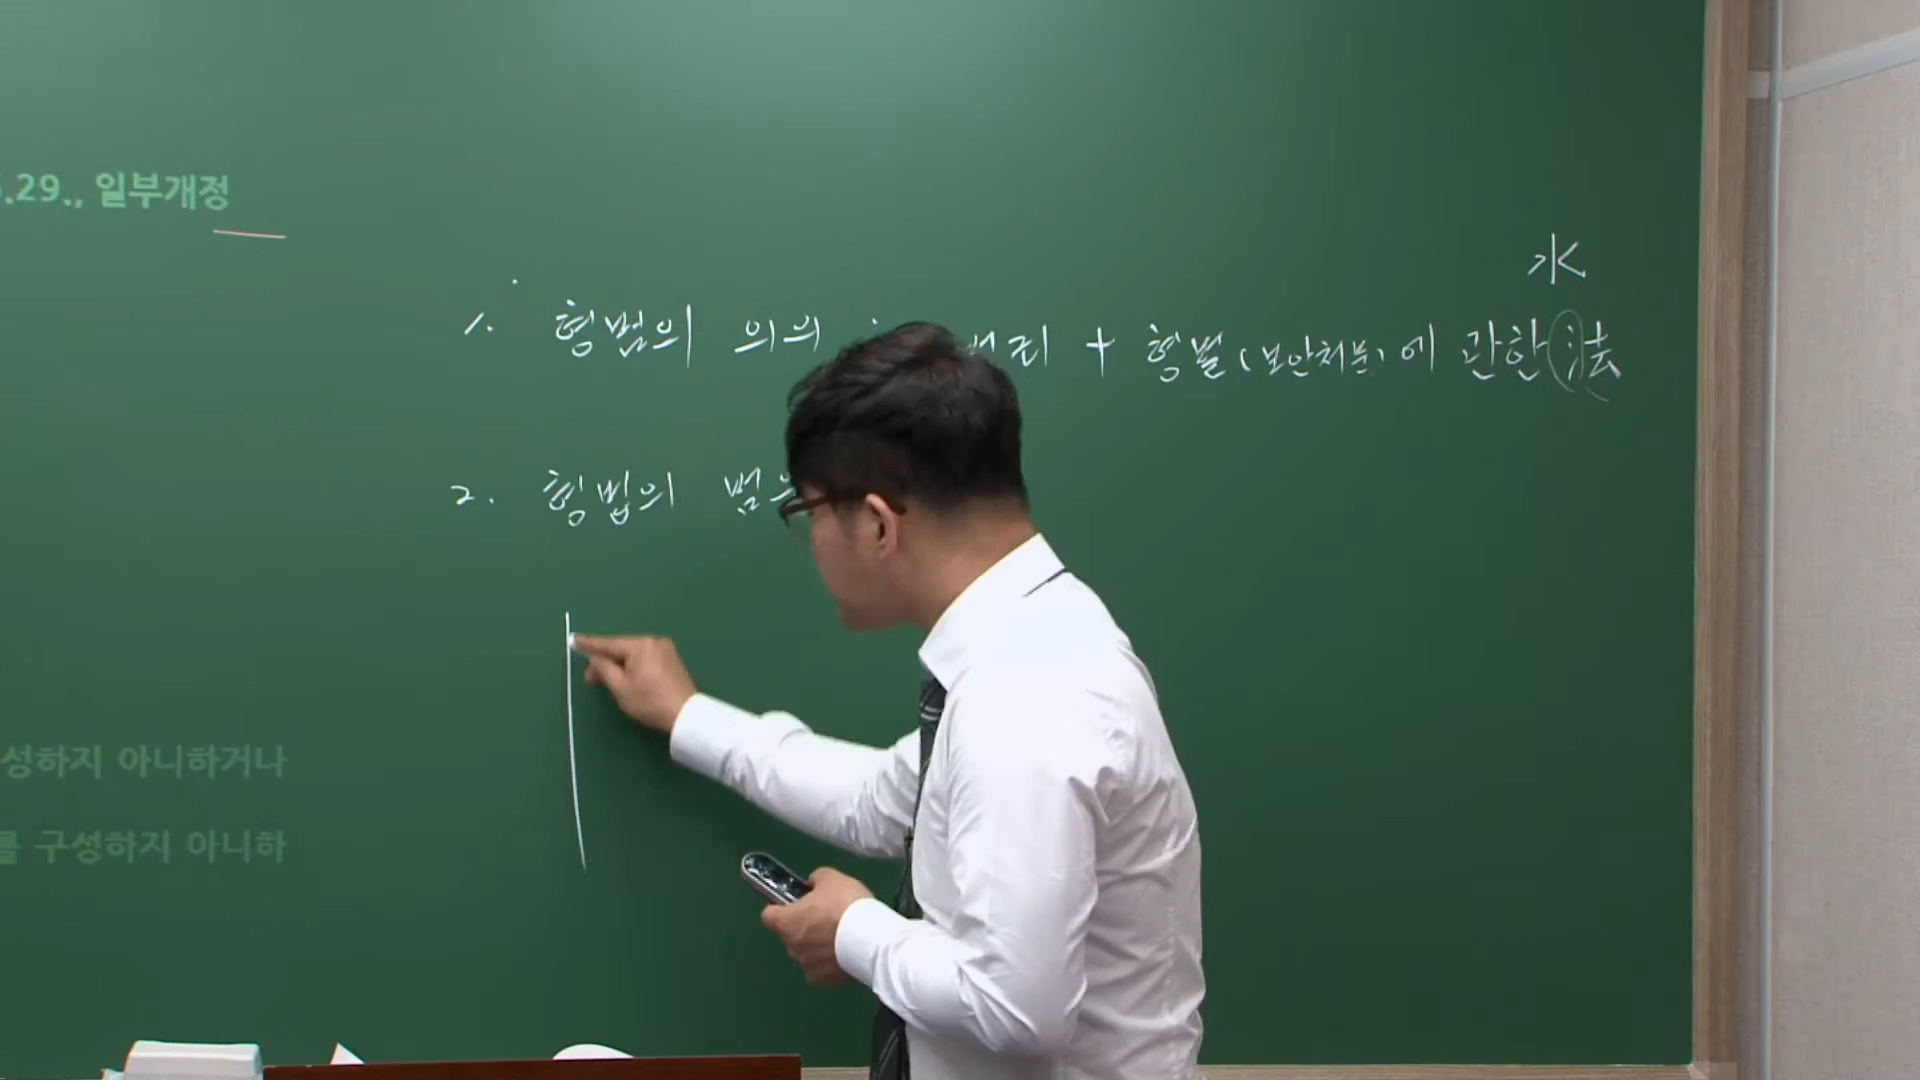 .29., 일부개정
水
1. 형법의 의의 : 죄 + 형벌(보안처분)에 관한 法
2. 형법의 범
성하지 아니하거나
를 구성하지 아니하